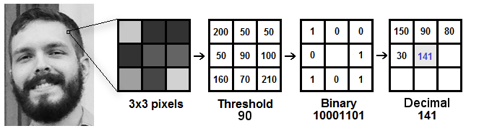 200 50 50
50 90 100
160 70 210
1 0 0
0 1
1 0 1
150 90 80
30 141
3x3 pixels
Threshold
90
Binary
10001101
Decimal
141